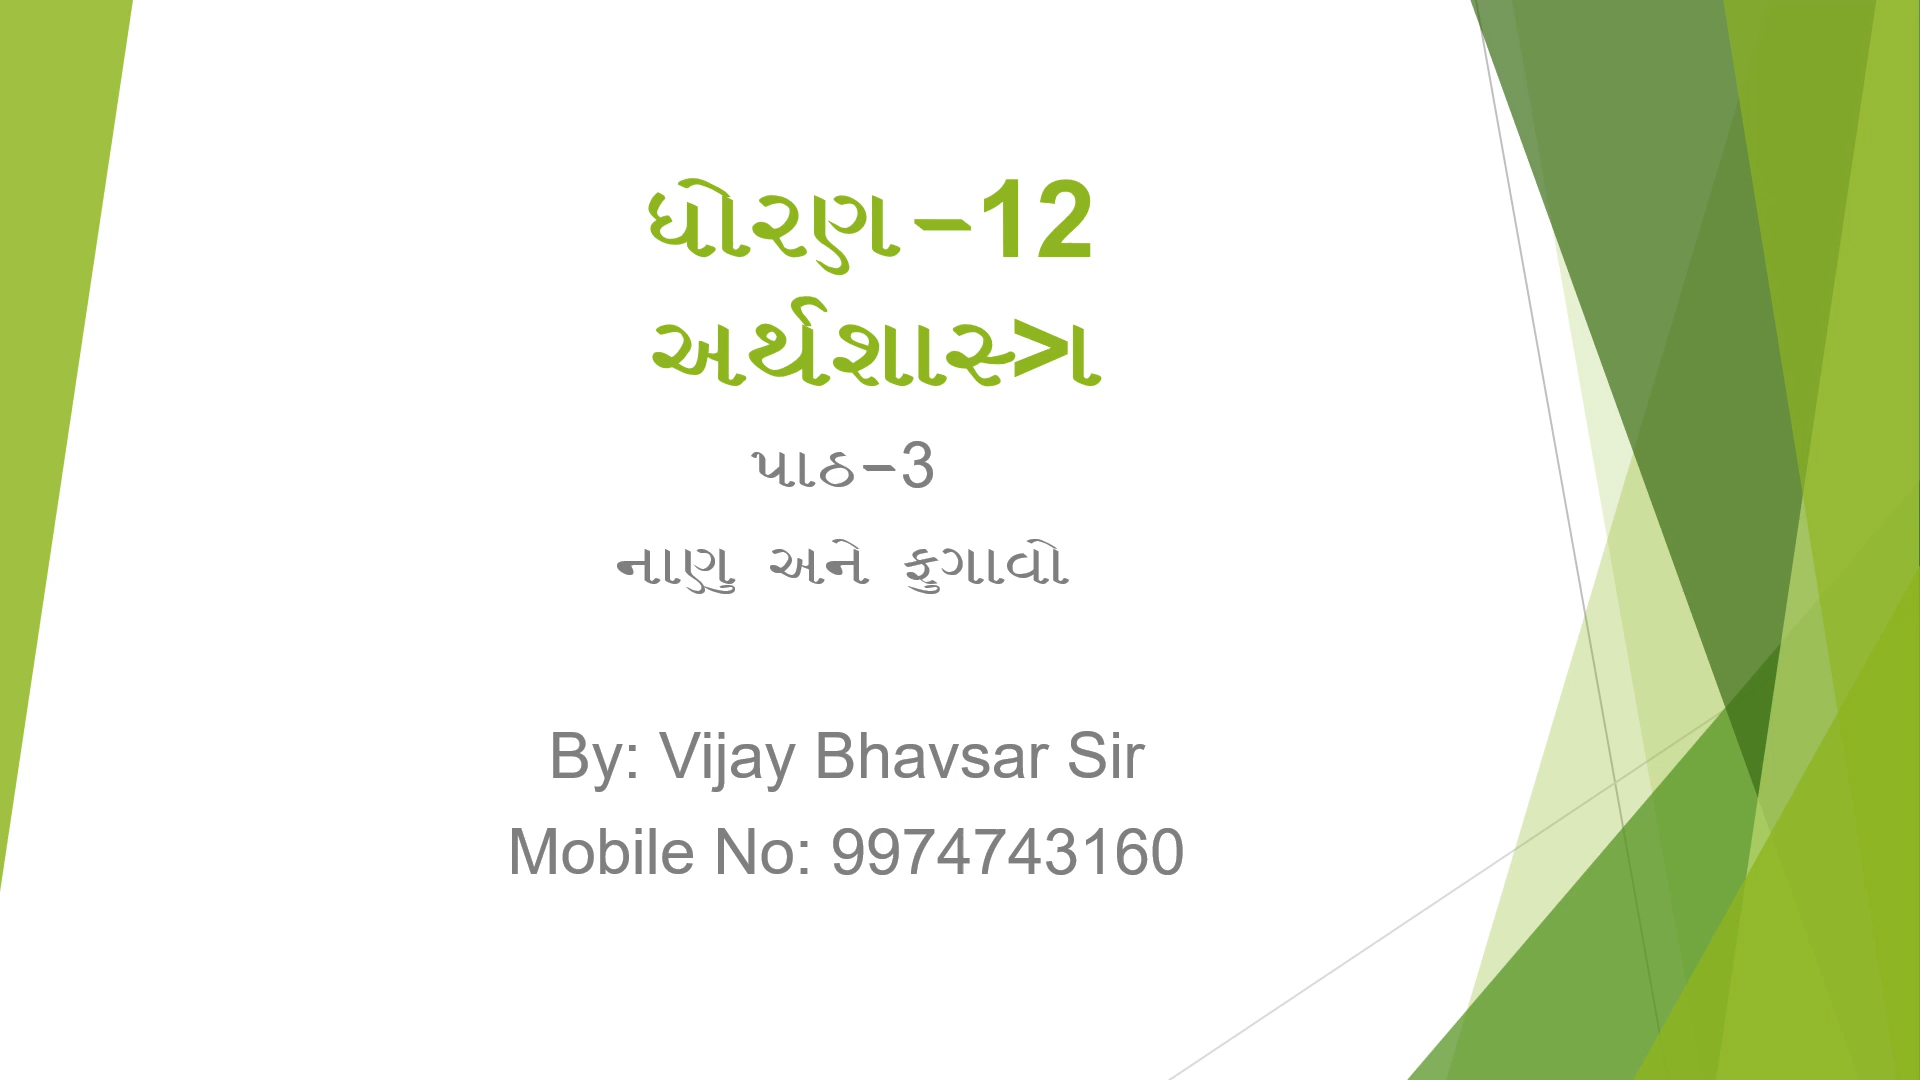 ધોરણ–12
અર્થશાસ્>ા
પાઠ–3
નાણુ અને ફુગાવો
By: Vijay Bhavsar Sir
Mobile No: 9974743160